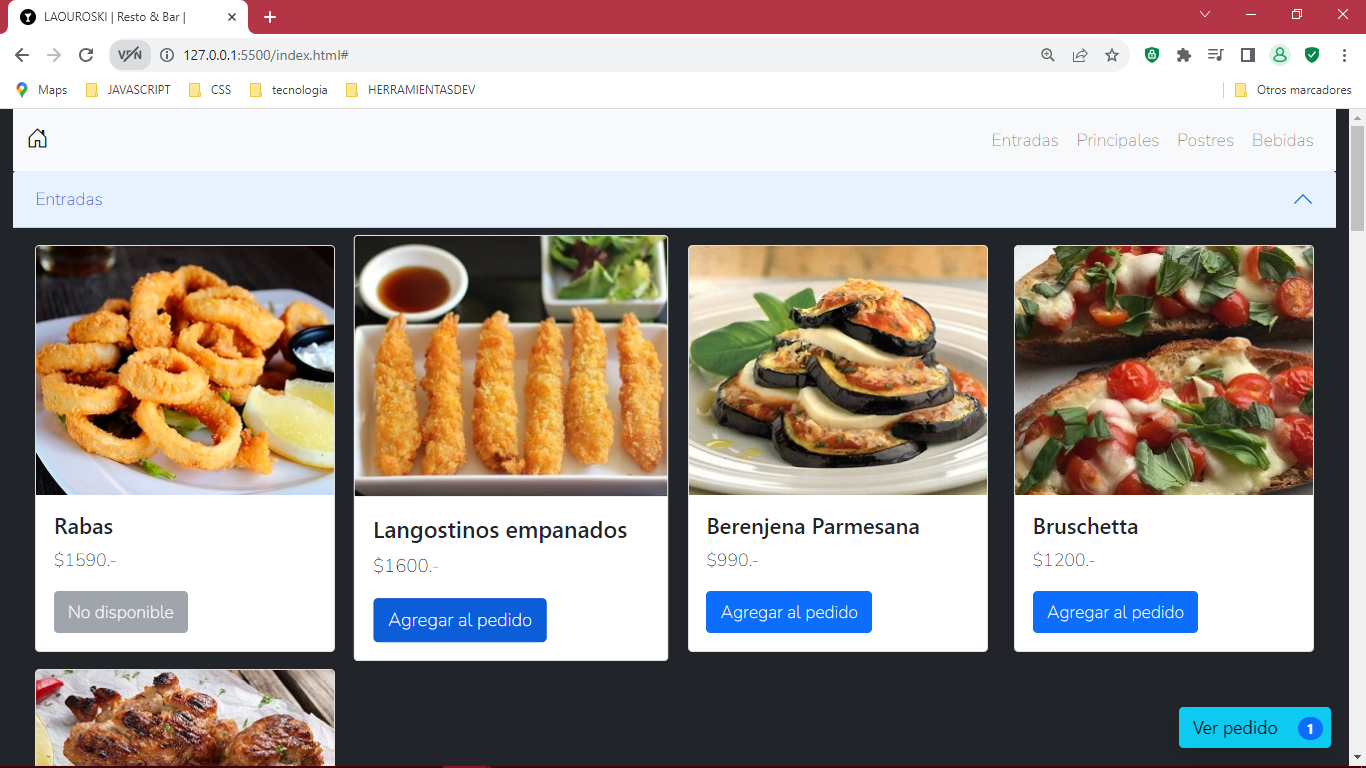 LAOUROSKI | Resto & Bar |
VPN
127.0.0.1:5500/index.html#
Maps
JAVASCRIPT
CSS
tecnologia
HERRAMIENTASDEV
Otros marcadores
Entradas
Principales
Postres
Bebidas
Entradas
Rabas
$1590.-
No disponible
Langostinos empanados
$1600.-
Agregar al pedido
Berenjena Parmesana
$990.-
Agregar al pedido
Bruschetta
$1200.-
Agregar al pedido
Ver pedido 1